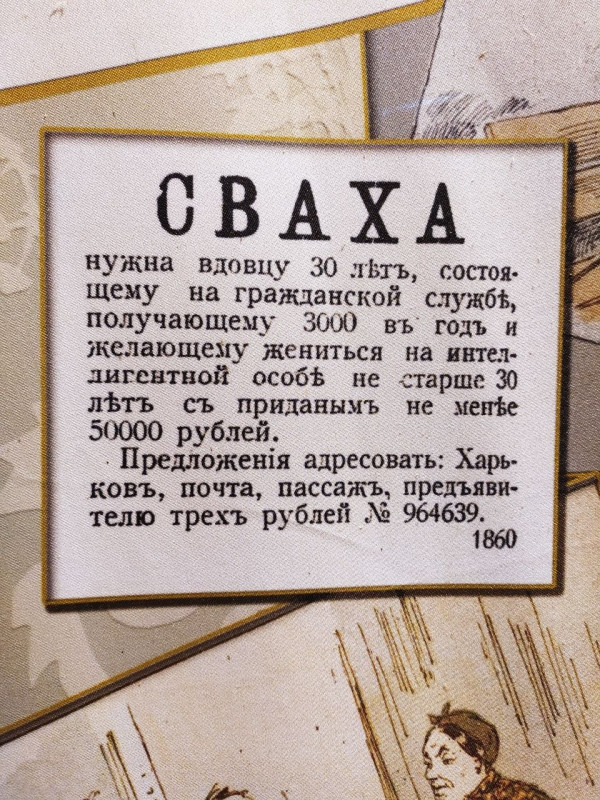 СВАХА
нужна вдовцу 30 лѣтъ, состоя-
щему на гражданской службѣ,
получающему 3000 въ годъ и
желающему жениться на интел-
лигентной особѣ не старше 30
лѣтъ съ приданымъ не менѣе
50000 рублей.
Предложенія адресовать: Харь-
ковъ, почта, пассажъ, предъяви-
телю трехъ рублей № 964639.
1860